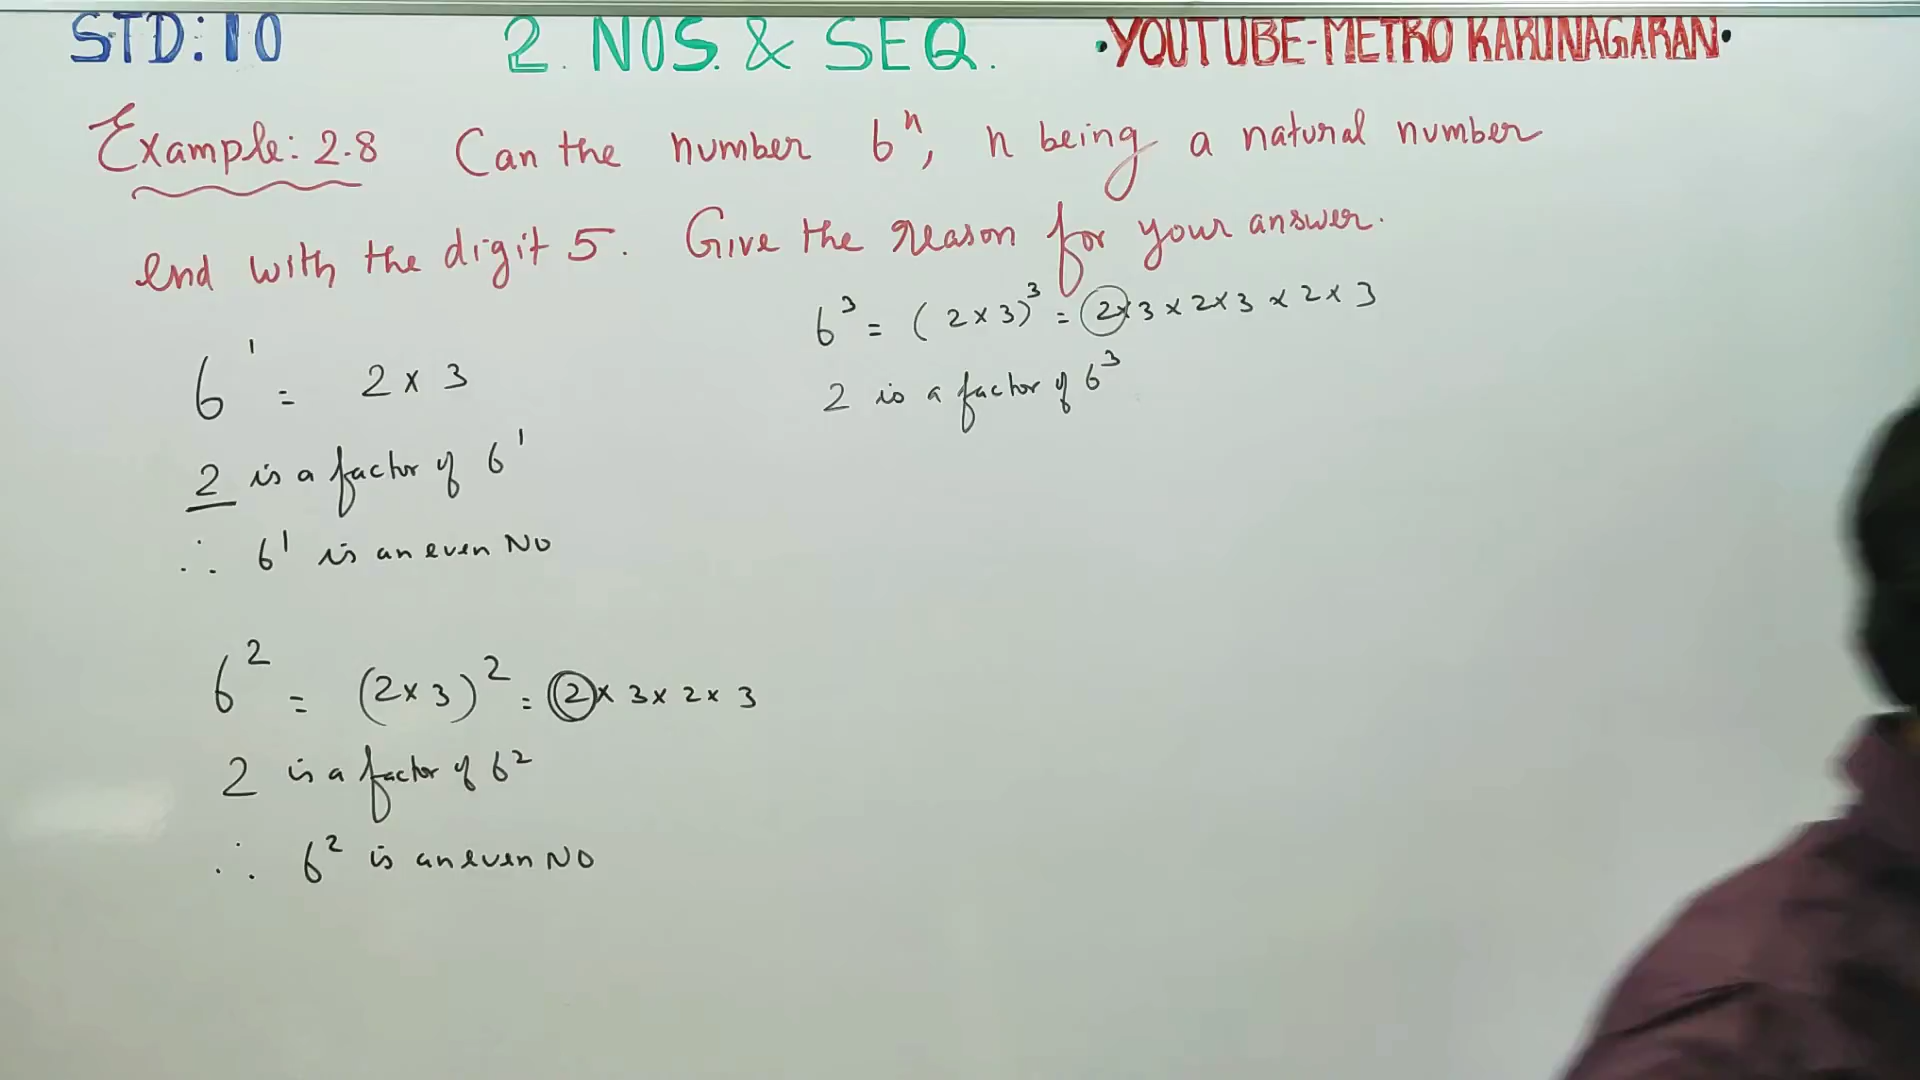 STD: 10 2. NOS. & SEQ. •YOUTUBE-METRO KARUNAGARAN•
Example: 2.8 Can the number 6ⁿ, n being a natural number
end with the digit 5. Give the reason for your answer.
6¹ = 2 × 3
2 is a factor of 6¹
∴ 6¹ is an even NO
6² = (2×3)² = 2 × 3 × 2 × 3
2 is a factor of 6²
∴ 6² is an even NO
6³ = (2 × 3)³ = 2 × 3 × 2 × 3 × 2 × 3
2 is a factor of 6³